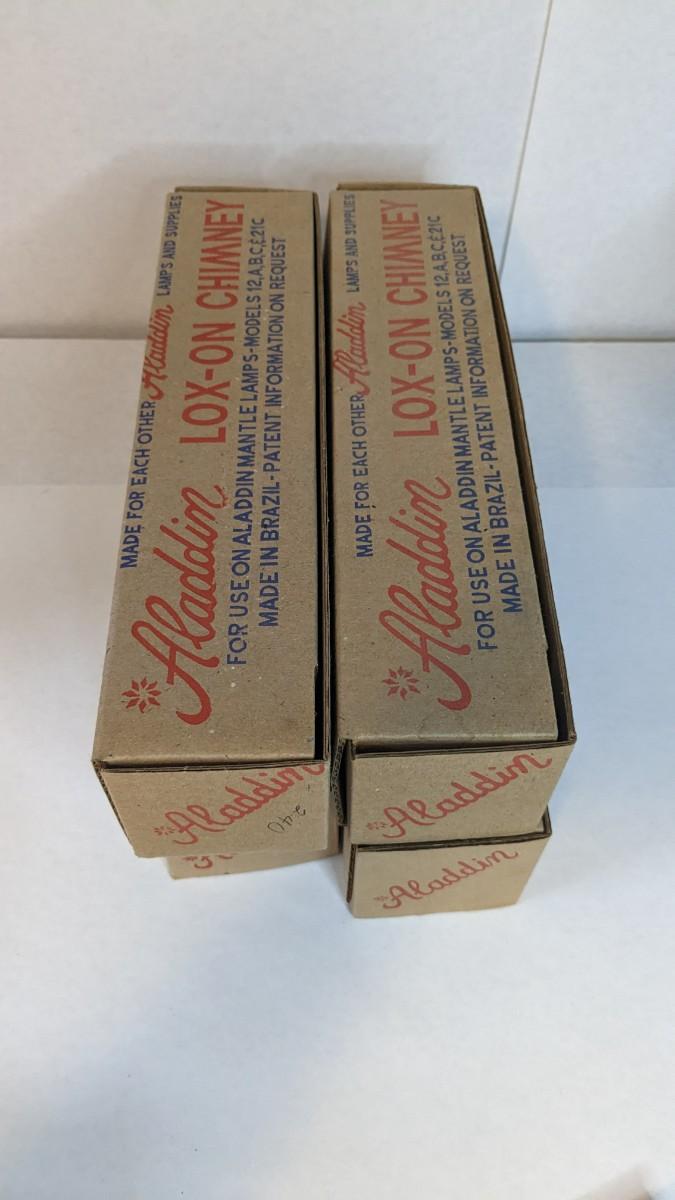 MADE FOR EACH OTHER Aladdin LAMPS AND SUPPLIES
Aladdin LOX-ON CHIMNEY
FOR USE ON ALADDIN MANTLE LAMPS-MODELS 12,A,B,C,&21C
MADE IN BRAZIL-PATENT INFORMATION ON REQUEST
MADE FOR EACH OTHER Aladdin LAMPS AND SUPPLIES
Aladdin LOX-ON CHIMNEY
FOR USE ON ALADDIN MANTLE LAMPS-MODELS 12,A,B,C,&21C
MADE IN BRAZIL-PATENT INFORMATION ON REQUEST
Aladdin
Aladdin
Aladdin